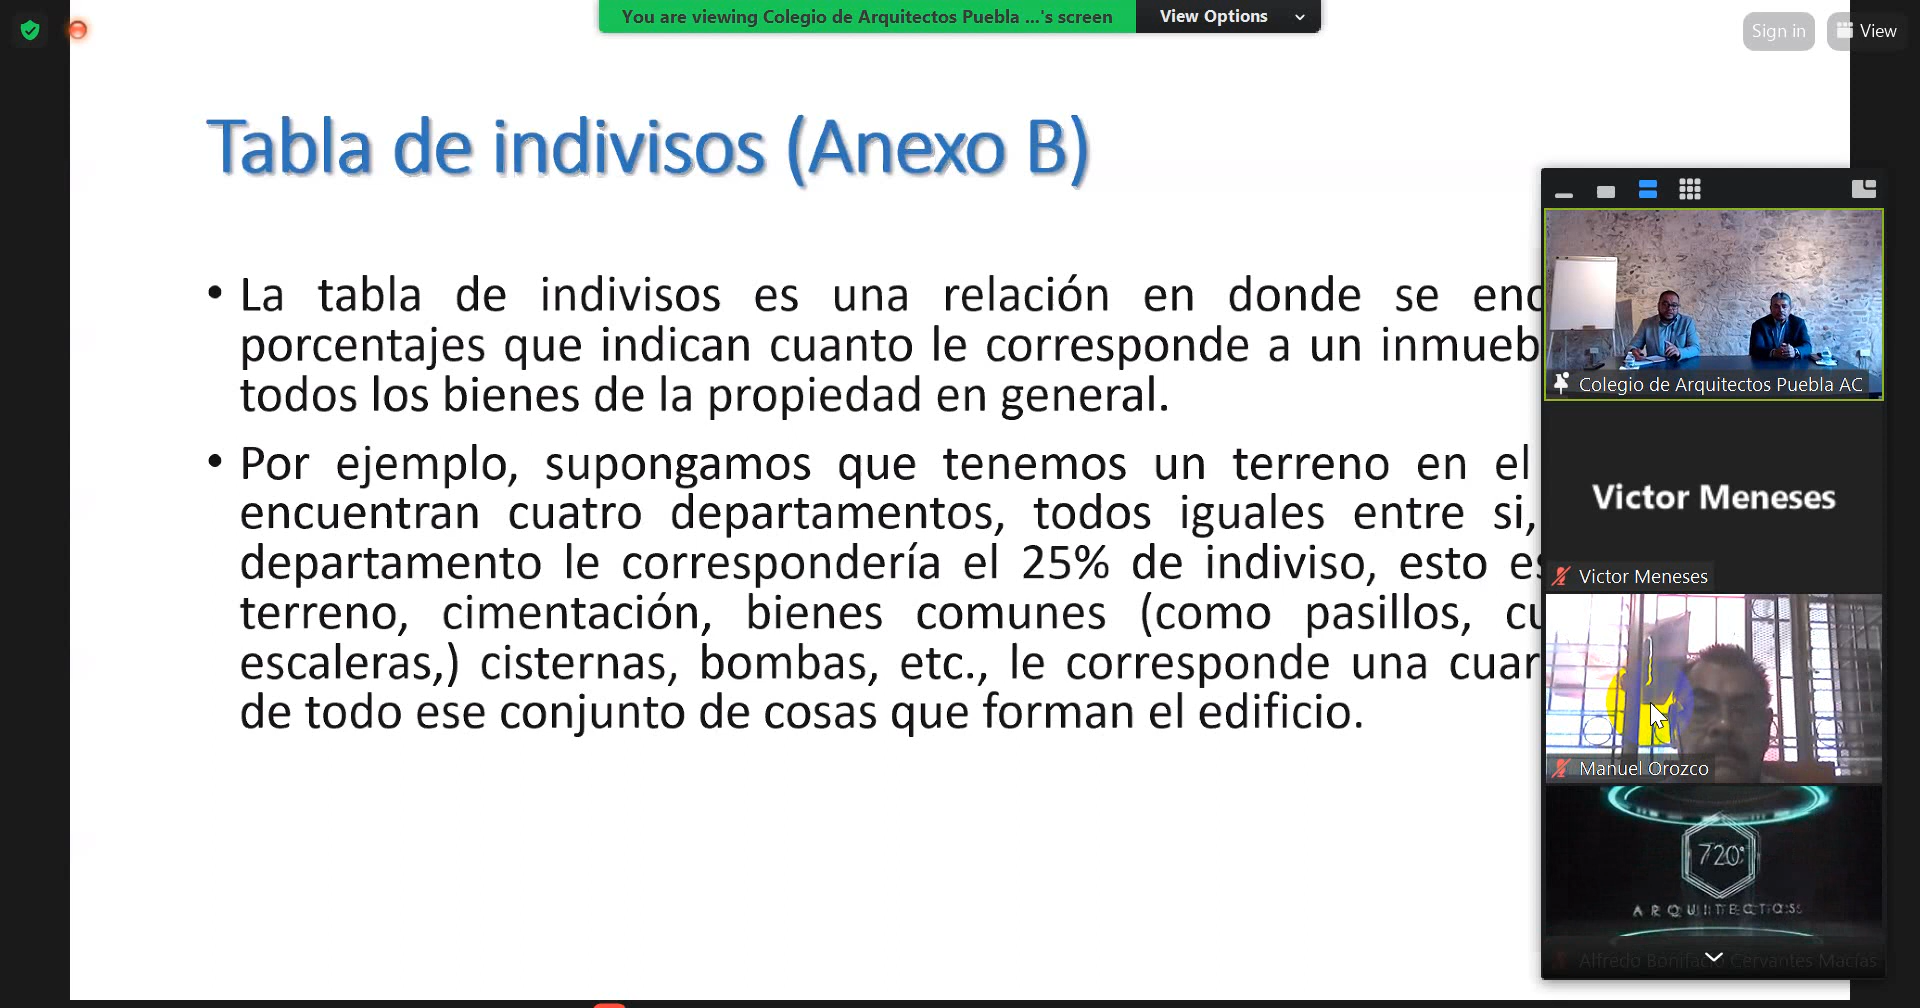 You are viewing Colegio de Arquitectos Puebla ...'s screen
View Options
Sign in
View
Tabla de indivisos (Anexo B)
• La tabla de indivisos es una relación en donde se enc
porcentajes que indican cuanto le corresponde a un inmueb
todos los bienes de la propiedad en general.
• Por ejemplo, supongamos que tenemos un terreno en el
encuentran cuatro departamentos, todos iguales entre si,
departamento le correspondería el 25% de indiviso, esto es
terreno, cimentación, bienes comunes (como pasillos, cu
escaleras,) cisternas, bombas, etc., le corresponde una cuar
de todo ese conjunto de cosas que forman el edificio.
Colegio de Arquitectos Puebla AC
Victor Meneses
Victor Meneses
Manuel Orozco
720°
ARQUITECTOS
Alfredo Bonifacio Cervantes Macías